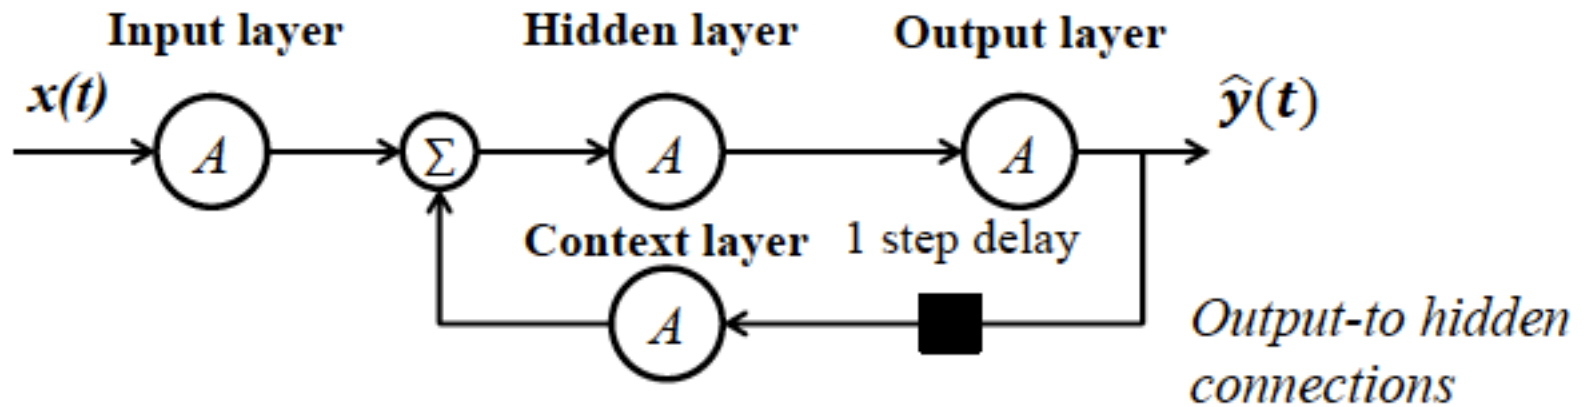 Input layer
Hidden layer
Output layer
x(t)
ŷ(t)
A
Σ
A
A
Context layer
1 step delay
A
Output-to hidden
connections